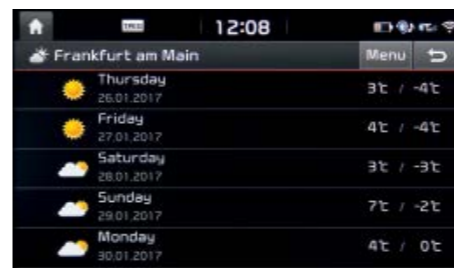 12:08
Frankfurt am Main Menu
Thursday 3℃ / -4℃
26.01.2017
Friday 4℃ / -4℃
27.01.2017
Saturday 3℃ / -3℃
28.01.2017
Sunday 7℃ / -2℃
29.01.2017
Monday 4℃ / 0℃
30.01.2017